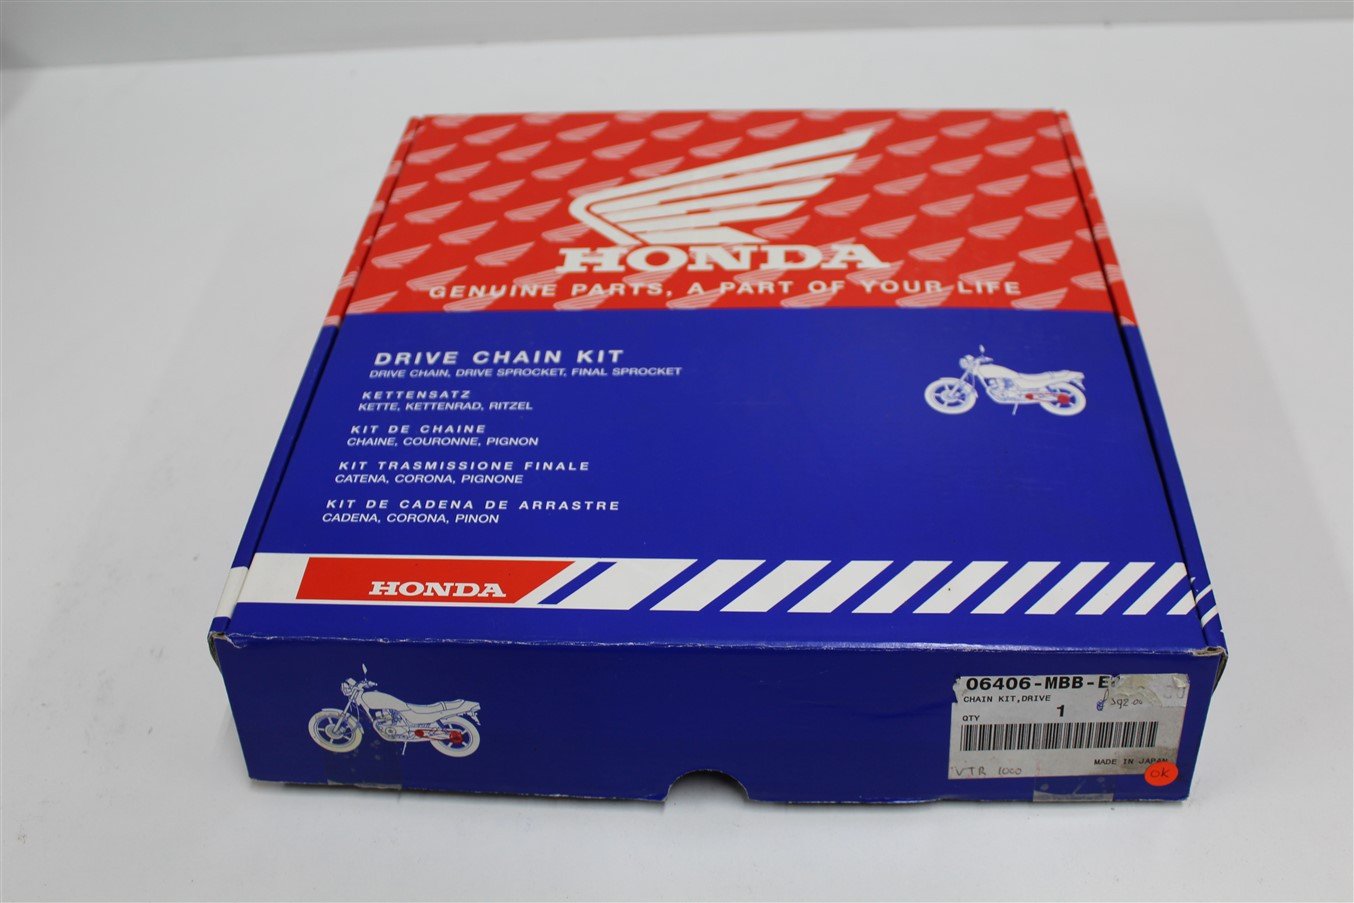 HONDA
GENUINE PARTS, A PART OF YOUR LIFE
DRIVE CHAIN KIT
DRIVE CHAIN, DRIVE SPROCKET, FINAL SPROCKET
KETTENSATZ
KETTE, KETTENRAD, RITZEL
KIT DE CHAINE
CHAINE, COURONNE, PIGNON
KIT TRASMISSIONE FINALE
CATENA, CORONA, PIGNONE
KIT DE CADENA DE ARRASTRE
CADENA, CORONA, PINON
HONDA
06406-MBB-E
CHAIN KIT,DRIVE
QTY 1
MADE IN JAPAN
VTR 1000
OK